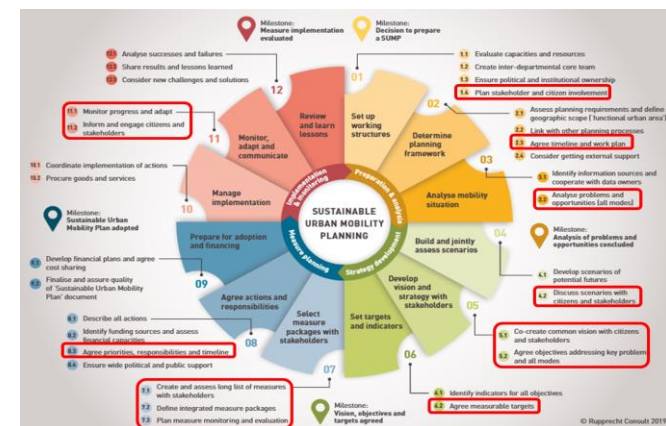 Milestone:
Measure implementation
evaluated
Milestone:
Decision to prepare
a SUMP
12.1 Analyse successes and failures
12.2 Share results and lessons learned
12.3 Consider new challenges and solutions
1.1 Evaluate capacities and resources
1.2 Create inter-departmental core team
1.3 Ensure political and institutional ownership
1.4 Plan stakeholder and citizen involvement
12
01
Review
and learn
lessons
Set up
working
structures
11.1 Monitor progress and adapt
11.2 Inform and engage citizens and
stakeholders
11
Monitor,
adapt and
communicate
02
Determine
planning
framework
2.1 Assess planning requirements and define
geographic scope ('functional urban area')
2.2 Link with other planning processes
2.3 Agree timeline and work plan
2.4 Consider getting external support
10.1 Coordinate implementation of actions
10.2 Procure goods and services
10
Manage
implementation
03
Analyse mobility
situation
3.1 Identify information sources and
cooperate with data owners
3.2 Analyse problems and
opportunities (all modes)
Implementation
& monitoring
Preparation & analysis
SUSTAINABLE
URBAN MOBILITY
PLANNING
Measure planning
Strategy development
Milestone:
Sustainable Urban
Mobility Plan adopted
Milestone:
Analysis of problems and
opportunities concluded
Prepare for adoption
and financing
09
Build and jointly
assess scenarios
04
9.1 Develop financial plans and agree
cost sharing
9.2 Finalise and assure quality
of 'Sustainable Urban Mobility
Plan' document
4.1 Develop scenarios of
potential futures
4.2 Discuss scenarios with
citizens and stakeholders
Agree actions and
responsibilities
08
Develop
vision and
strategy with
stakeholders
05
8.1 Describe all actions
8.2 Identify funding sources and assess
financial capacities
8.3 Agree priorities, responsibilities and timeline
8.4 Ensure wide political and public support
5.1 Co-create common vision with citizens
and stakeholders
5.2 Agree objectives addressing key problem
and all modes
Select
measure
packages with
stakeholders
07
Set targets
and indicators
06
7.1 Create and assess long list of measures
with stakeholders
7.2 Define integrated measure packages
7.3 Plan measure monitoring and evaluation
6.1 Identify indicators for all objectives
6.2 Agree measurable targets
Milestone:
Vision, objectives and
targets agreed
© Rupprecht Consult 2019